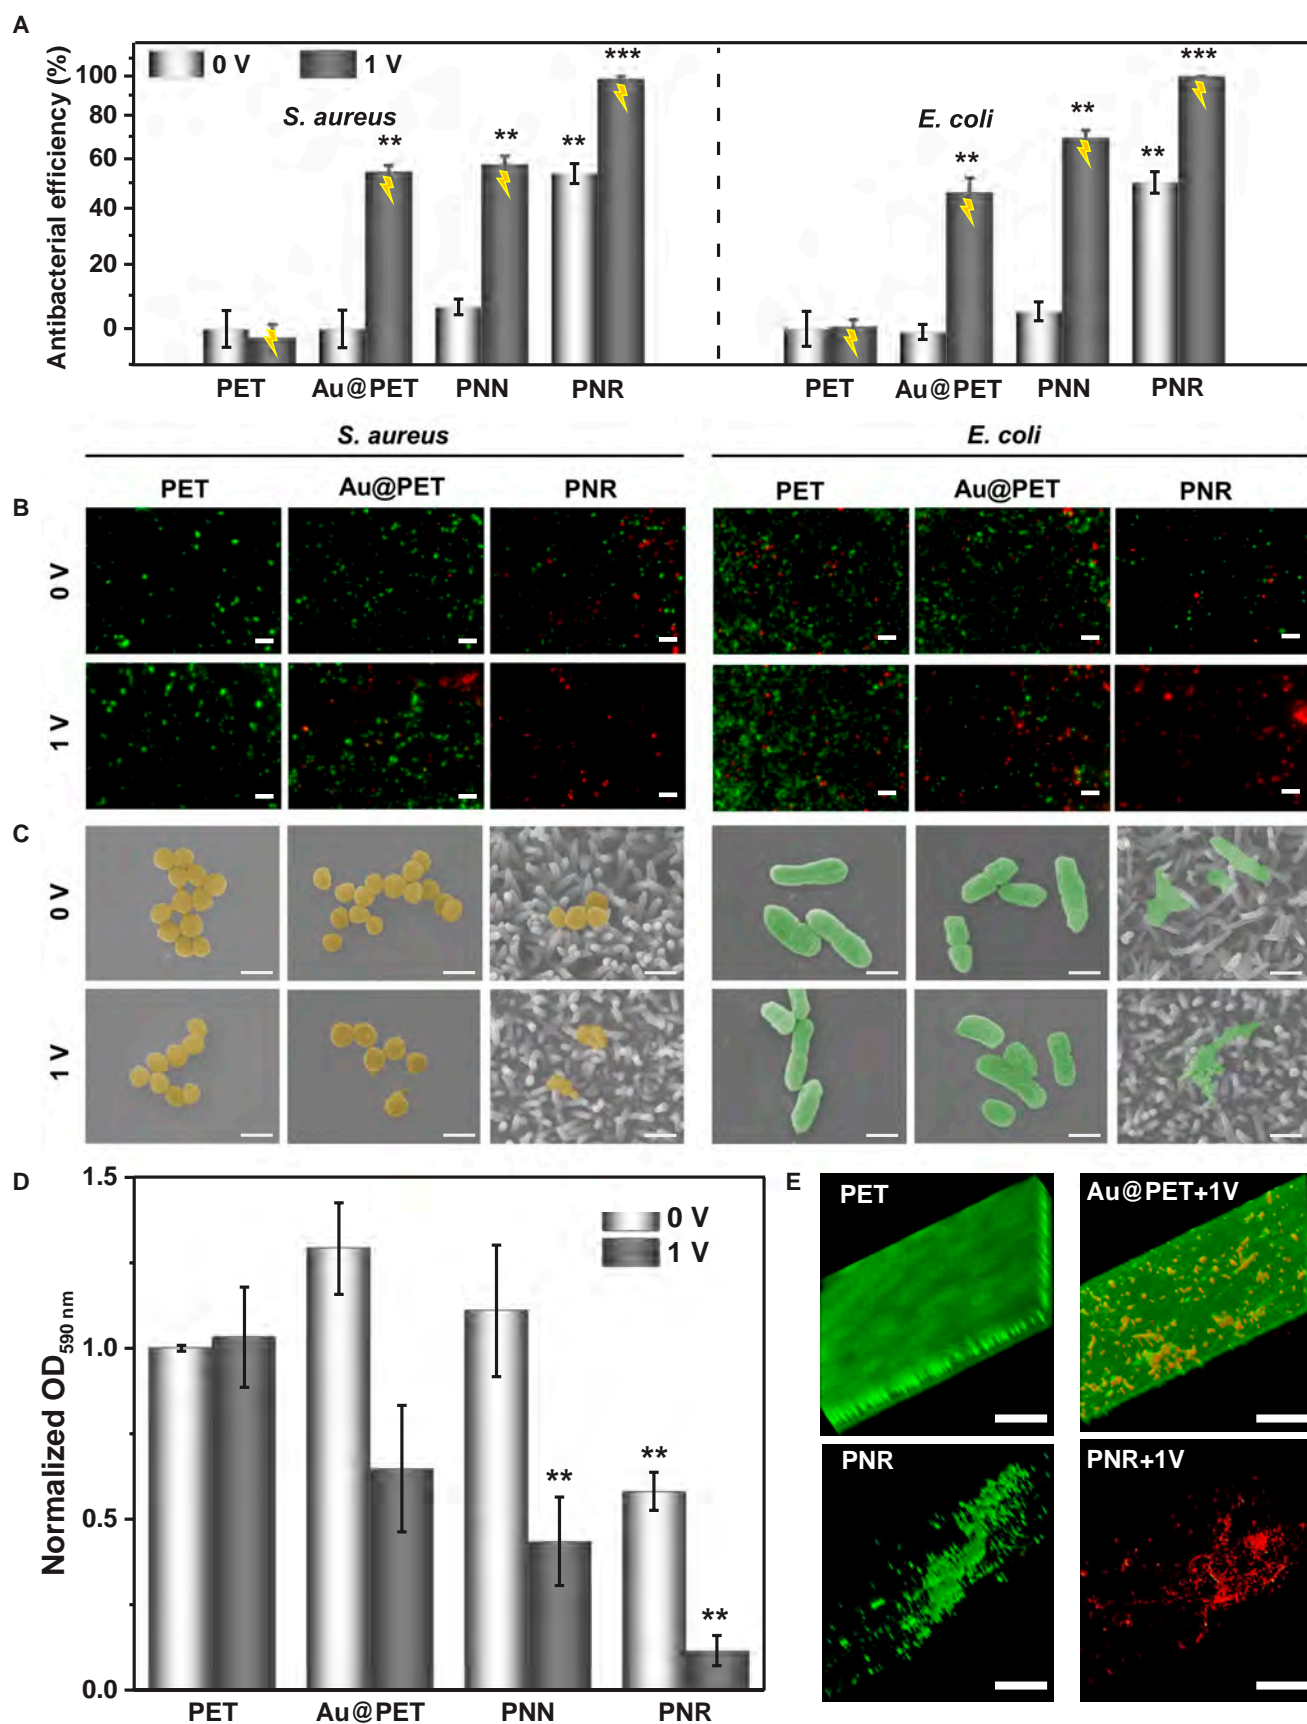 A
Antibacterial efficiency (%)
0 V 1 V
S. aureus
E. coli
** ** ** ***
** ** ** ***
100
80
60
40
20
0
PET Au@PET PNN PNR
PET Au@PET PNN PNR
S. aureus E. coli
B
PET Au@PET PNR PET Au@PET PNR
0 V
1 V
C
0 V
1 V
D
Normalized OD590 nm
1.5
1.0
0.5
0.0
0 V
1 V
** ** **
PET Au@PET PNN PNR
E
PET Au@PET+1V
PNR PNR+1V